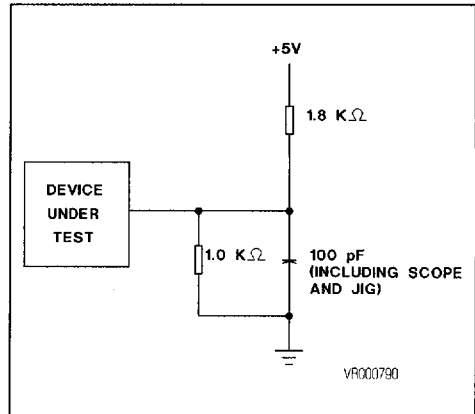 +5V
1.8 KΩ
DEVICE
UNDER
TEST
1.0 KΩ
100 pF
(INCLUDING SCOPE
AND JIG)
VR000790